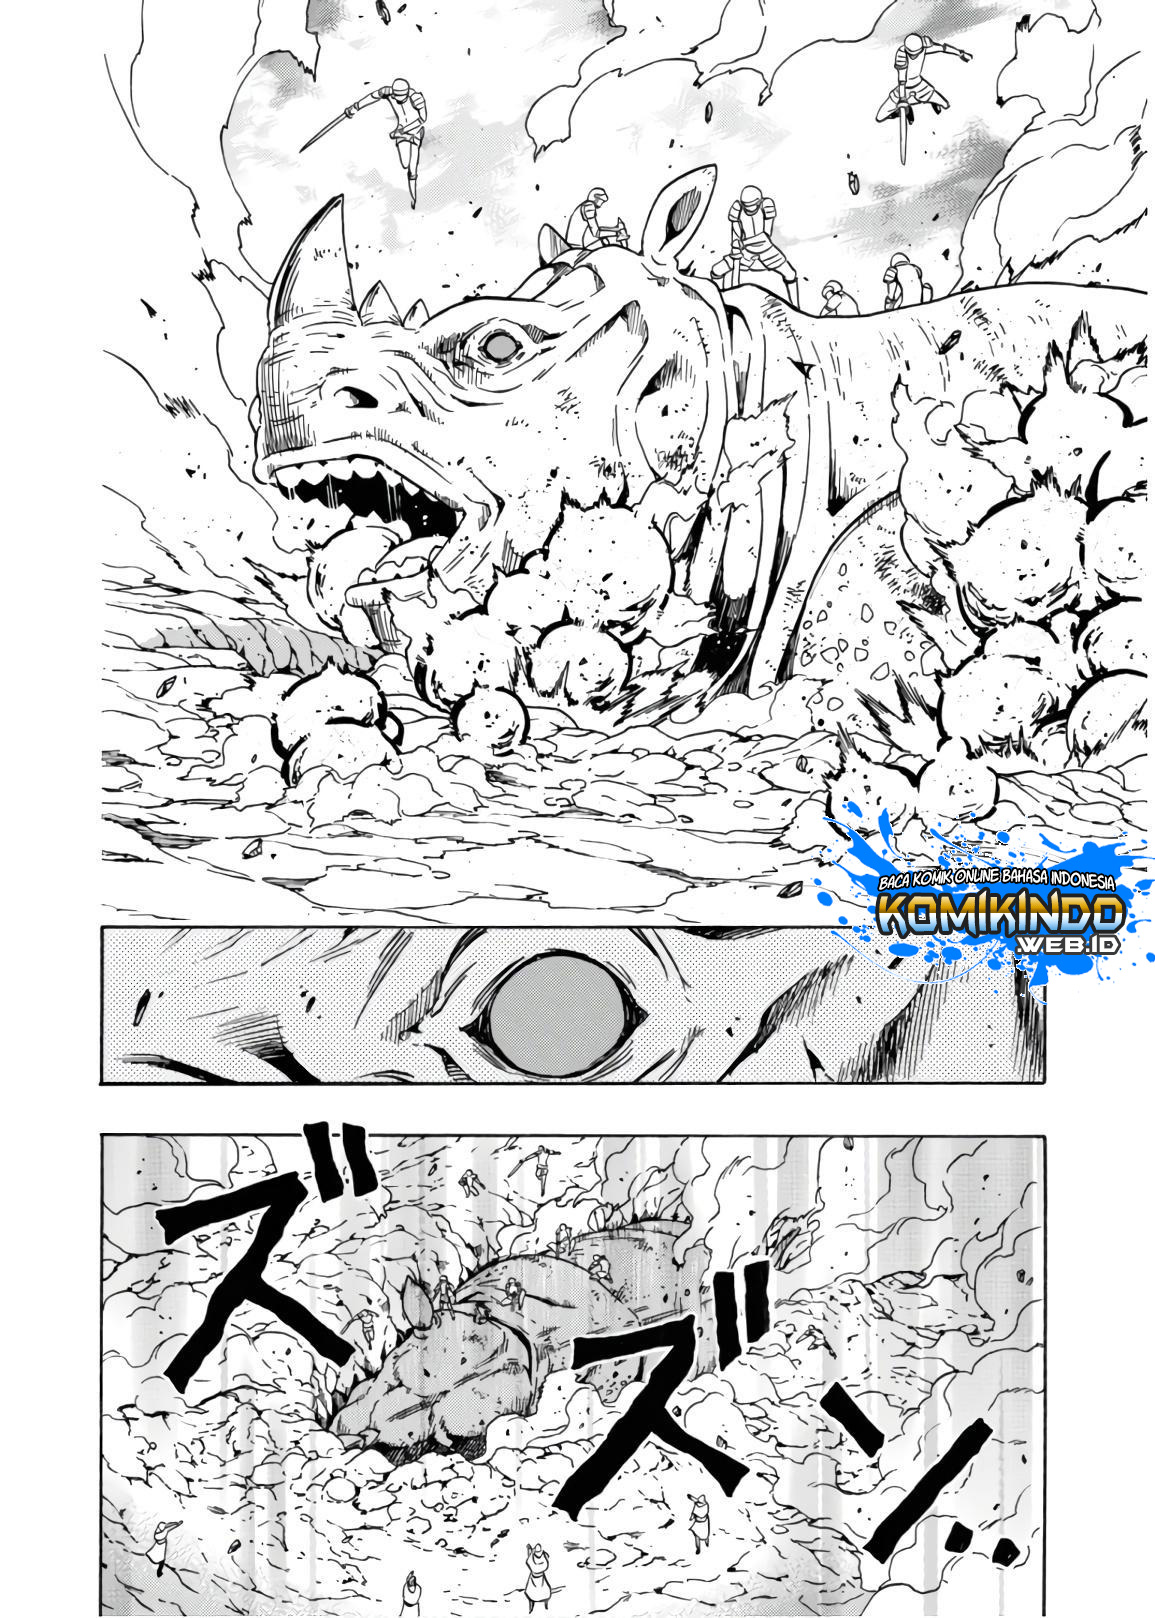 BACA KOMIK ONLINE BAHASA INDONESIA
KOMIKINDO
.WEB.ID
ズズン..